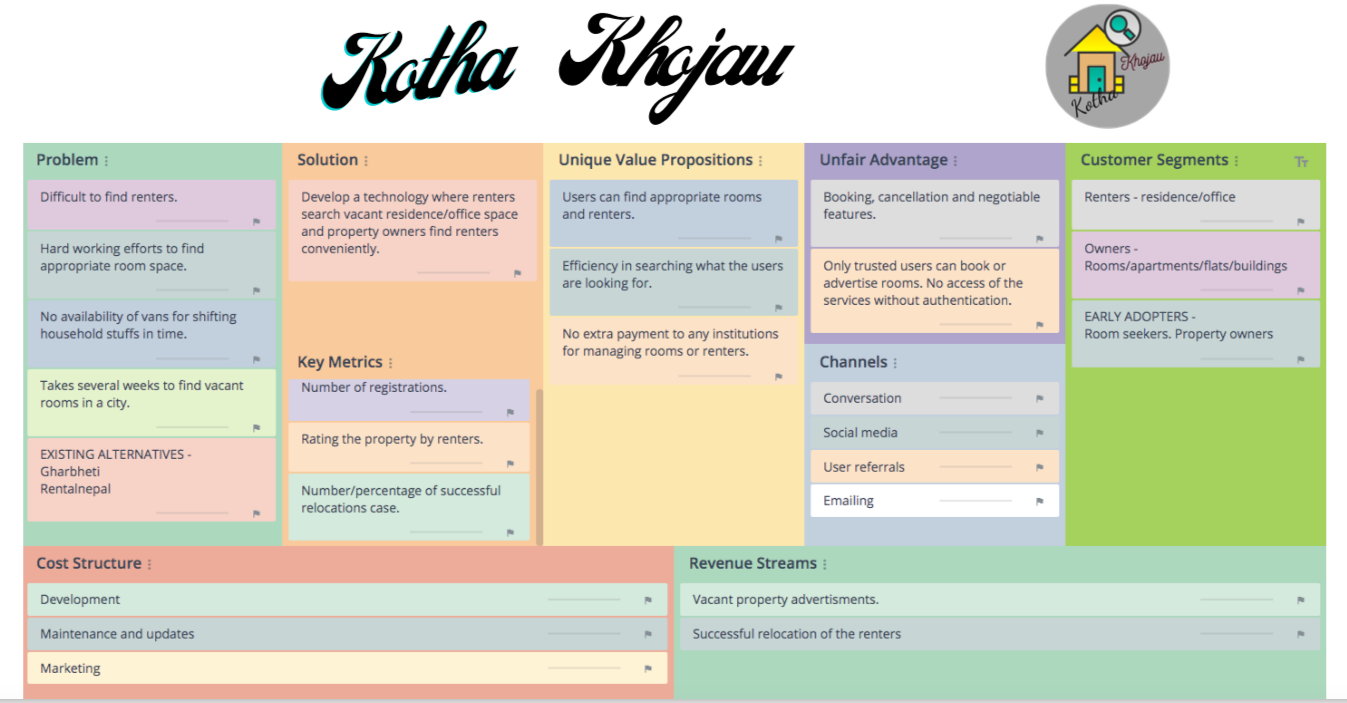 Kotha Khojau
Khojau
Kotha
Problem
Difficult to find renters.
Hard working efforts to find
appropriate room space.
No availability of vans for shifting
household stuffs in time.
Takes several weeks to find vacant
rooms in a city.
EXISTING ALTERNATIVES -
Gharbheti
Rentalnepal
Solution
Develop a technology where renters
search vacant residence/office space
and property owners find renters
conveniently.
Key Metrics
Number of registrations.
Rating the property by renters.
Number/percentage of successful
relocations case.
Unique Value Propositions
Users can find appropriate rooms
and renters.
Efficiency in searching what the users
are looking for.
No extra payment to any institutions
for managing rooms or renters.
Unfair Advantage
Booking, cancellation and negotiable
features.
Only trusted users can book or
advertise rooms. No access of the
services without authentication.
Channels
Conversation
Social media
User referrals
Emailing
Customer Segments
TT
Renters - residence/office
Owners -
Rooms/apartments/flats/buildings
EARLY ADOPTERS -
Room seekers. Property owners
Cost Structure
Development
Maintenance and updates
Marketing
Revenue Streams
Vacant property advertisments.
Successful relocation of the renters